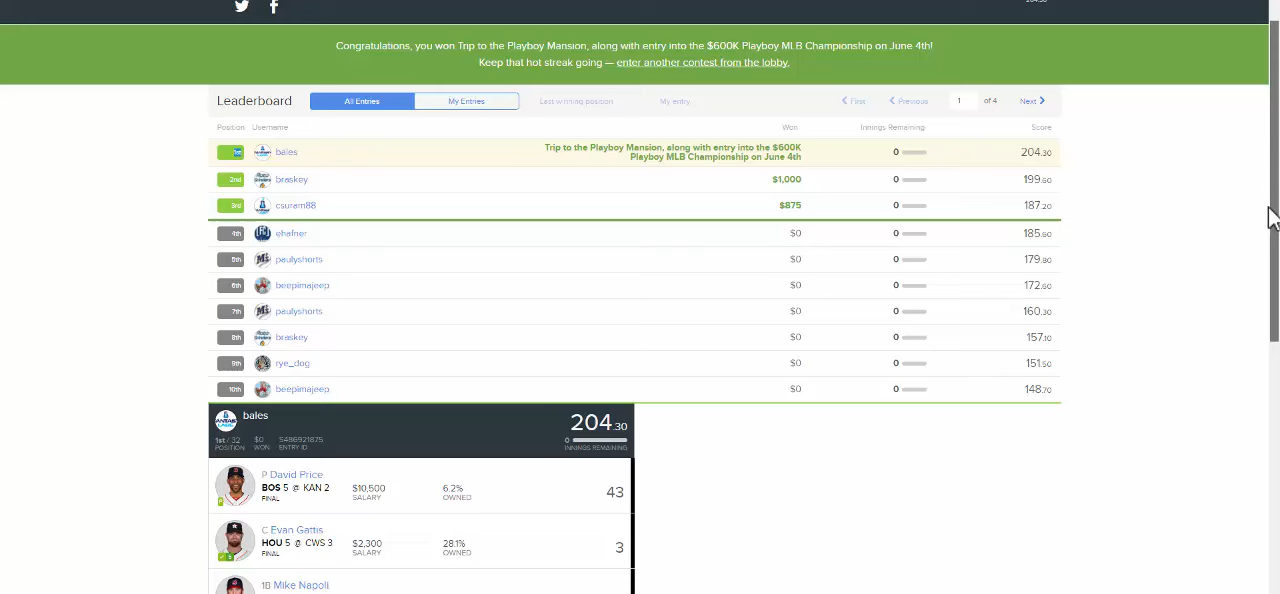 Congratulations, you won Trip to the Playboy Mansion, along with entry into the $600K Playboy MLB Championship on June 4th!
Keep that hot streak going — enter another contest from the lobby.
Leaderboard All Entries My Entries Last winning position My entry First Previous 1 of 4 Next
Position Username Won Innings Remaining Score
1st bales Trip to the Playboy Mansion, along with entry into the $600K
Playboy MLB Championship on June 4th 0 204.30
2nd braskey $1,000 0 199.60
3rd csuram88 $875 0 187.20
4th ehafner $0 0 185.60
5th paulyshorts $0 0 179.80
6th beepimajeep $0 0 172.60
7th paulyshorts $0 0 160.30
8th braskey $0 0 157.10
9th rye_dog $0 0 151.50
10th beepimajeep $0 0 148.70
bales 204.30
1st / 32 $0 S486921875 0
POSITION WON ENTRY ID INNINGS REMAINING
P David Price
BOS 5 @ KAN 2 $10,500 6.2% 43
FINAL SALARY OWNED
C Evan Gattis
HOU 5 @ CWS 3 $2,300 28.1% 3
FINAL SALARY OWNED
1B Mike Napoli